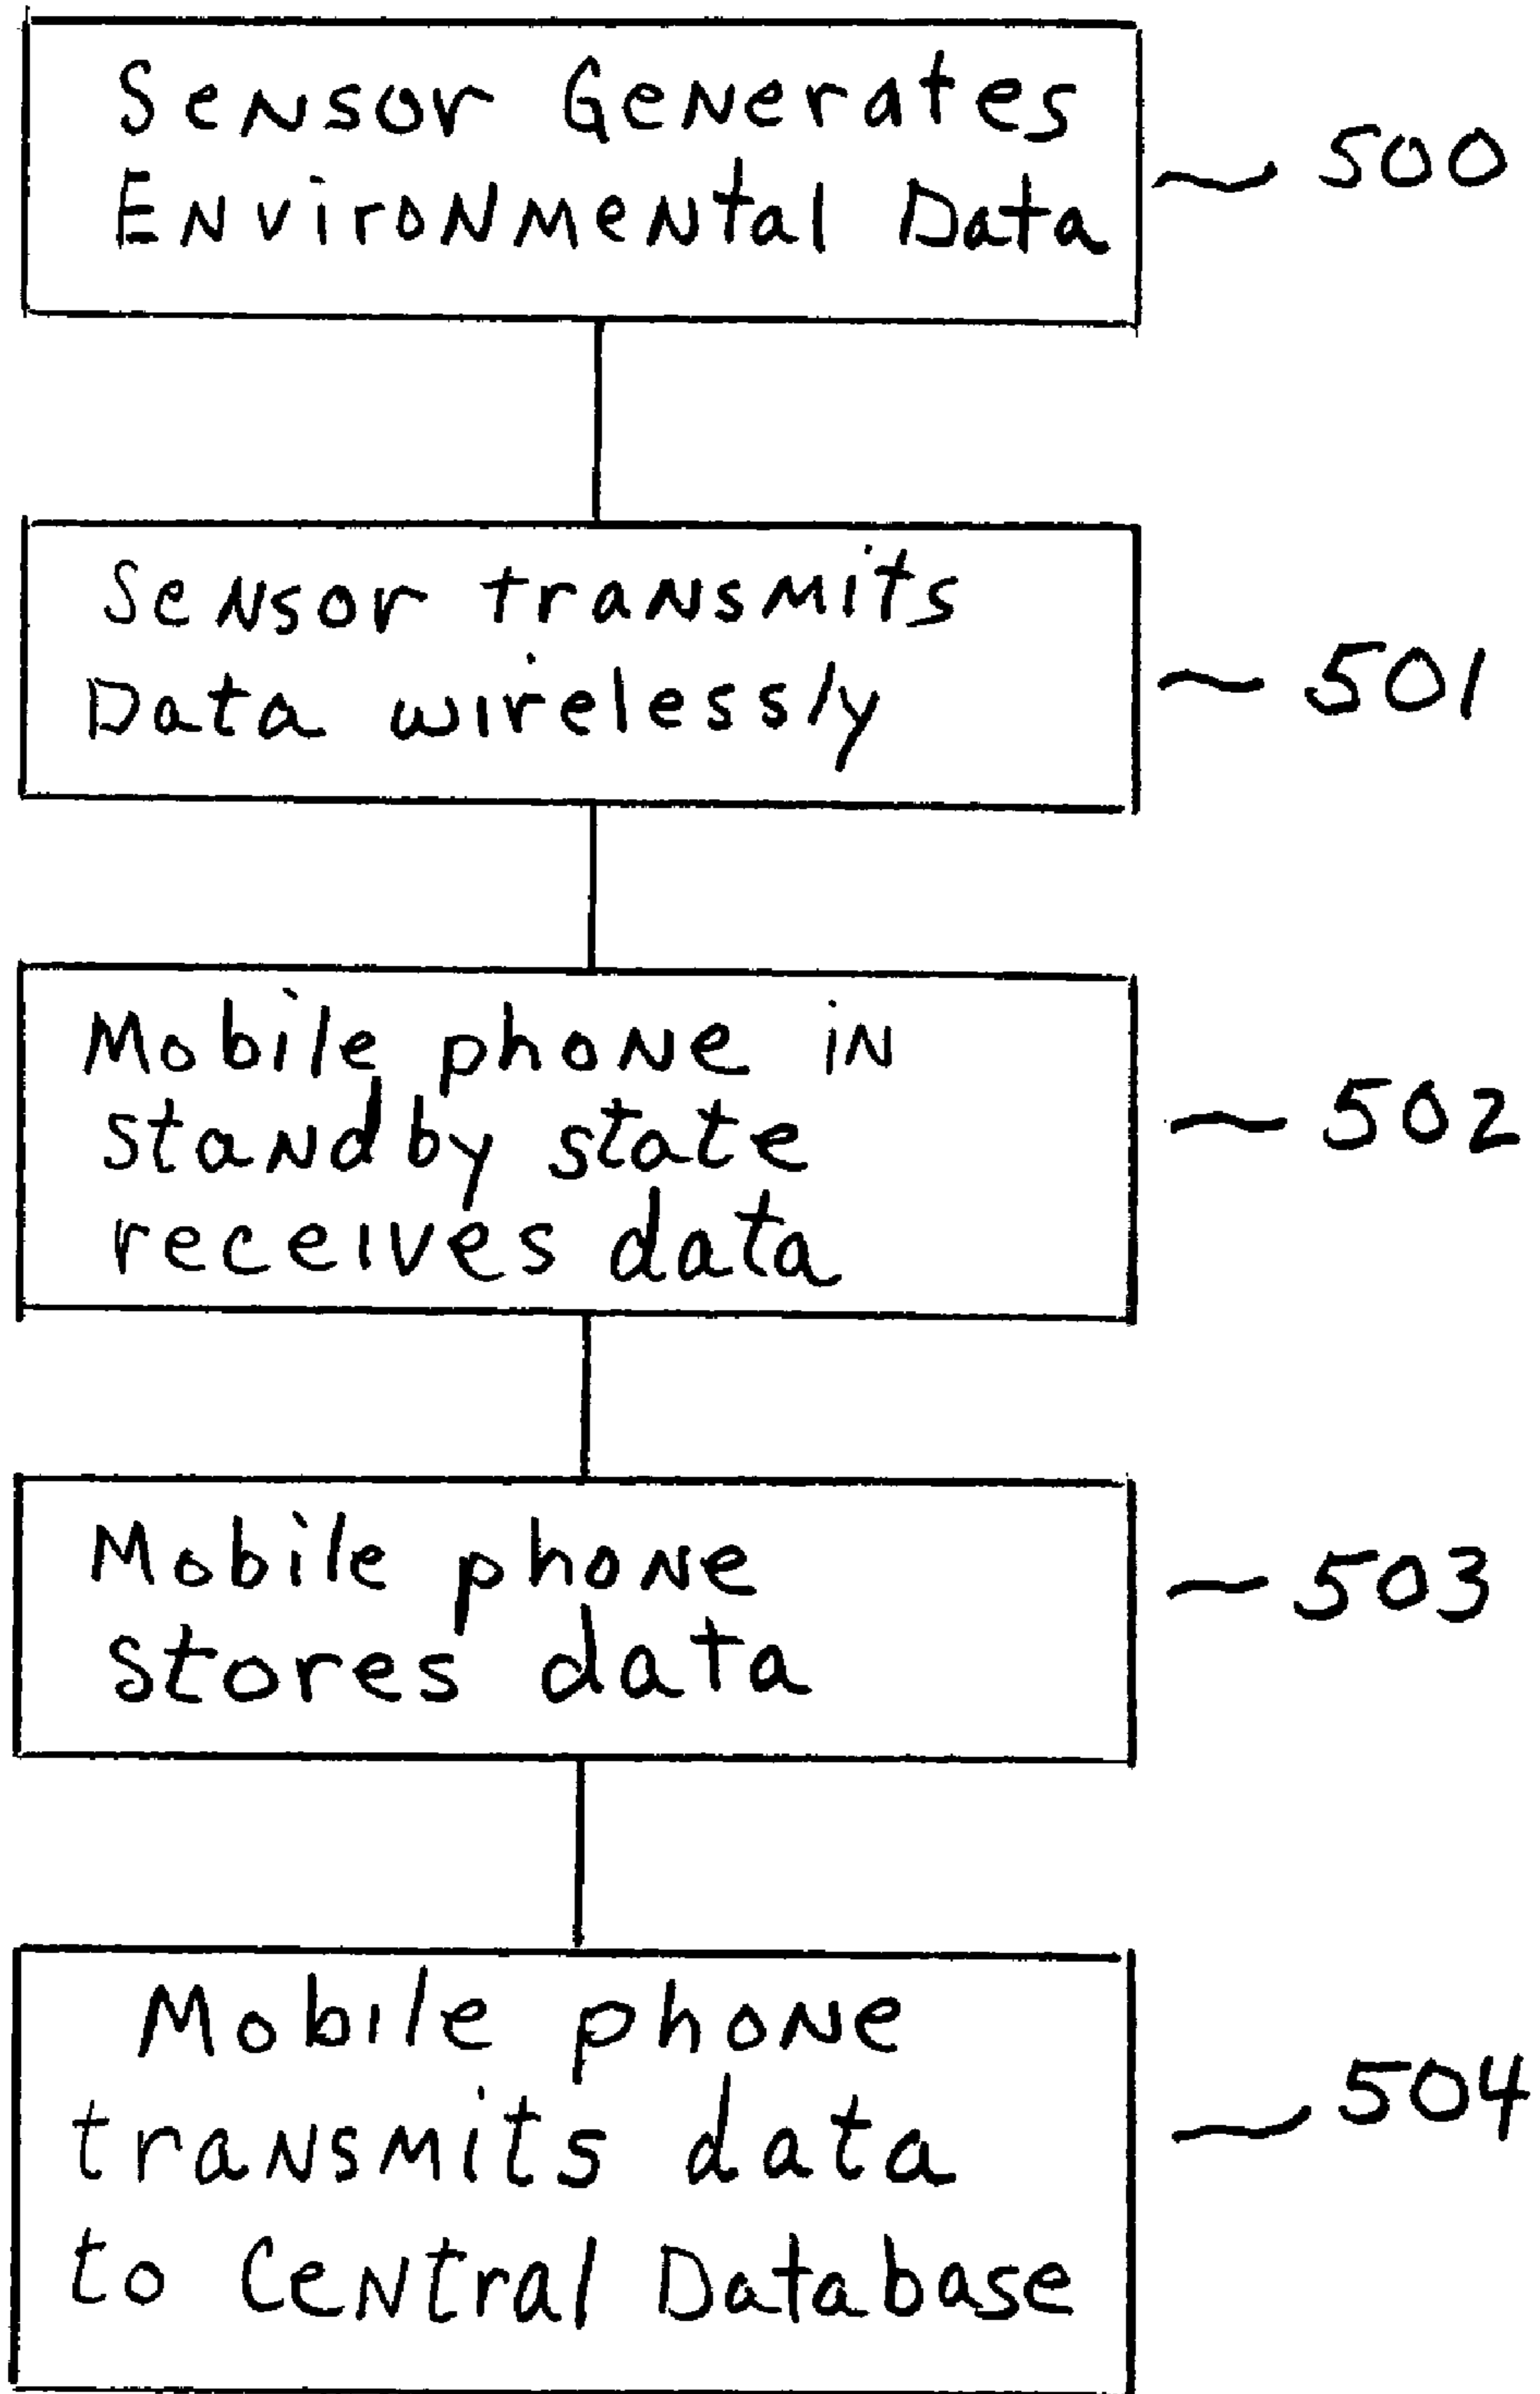 Sensor Generates
Environmental Data
500
Sensor transmits
Data wirelessly
501
Mobile phone in
standby state
receives data
502
Mobile phone
stores data
503
Mobile phone
transmits data
to Central Database
504